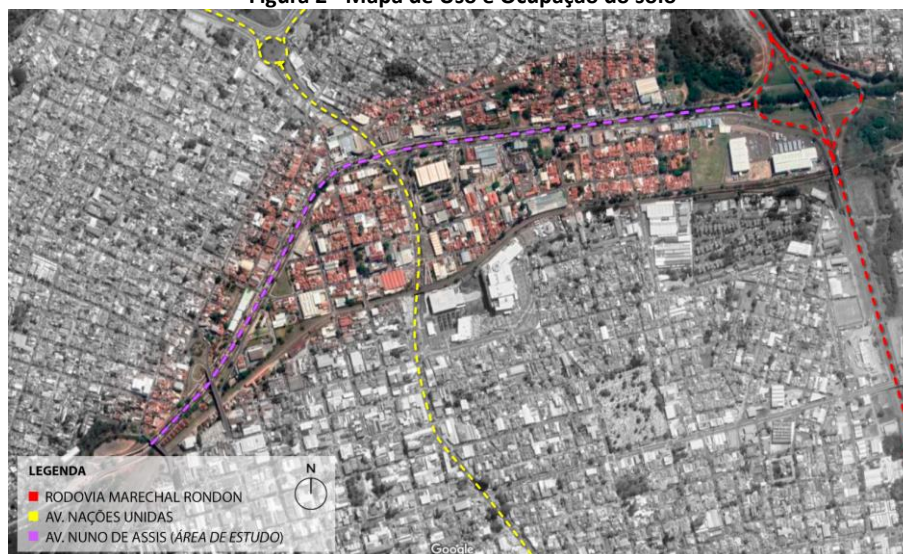 Figura 2 - Mapa de Uso e Ocupação do solo
LEGENDA
RODOVIA MARECHAL RONDON
AV. NAÇÕES UNIDAS
AV. NUNO DE ASSIS (ÁREA DE ESTUDO)
N
Google